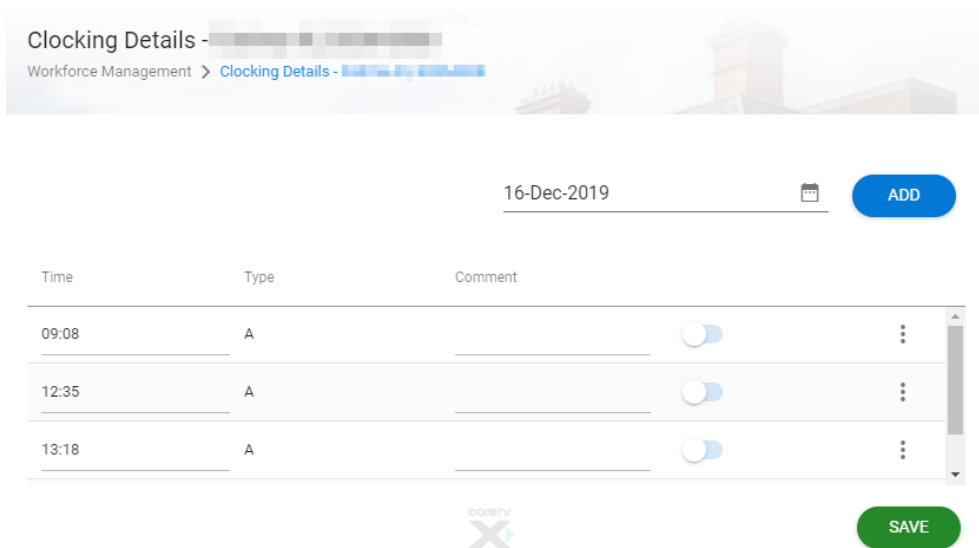 Clocking Details -
Workforce Management > Clocking Details -
16-Dec-2019
ADD
Time Type Comment
09:08 A
12:35 A
13:18 A
corehr
X
SAVE